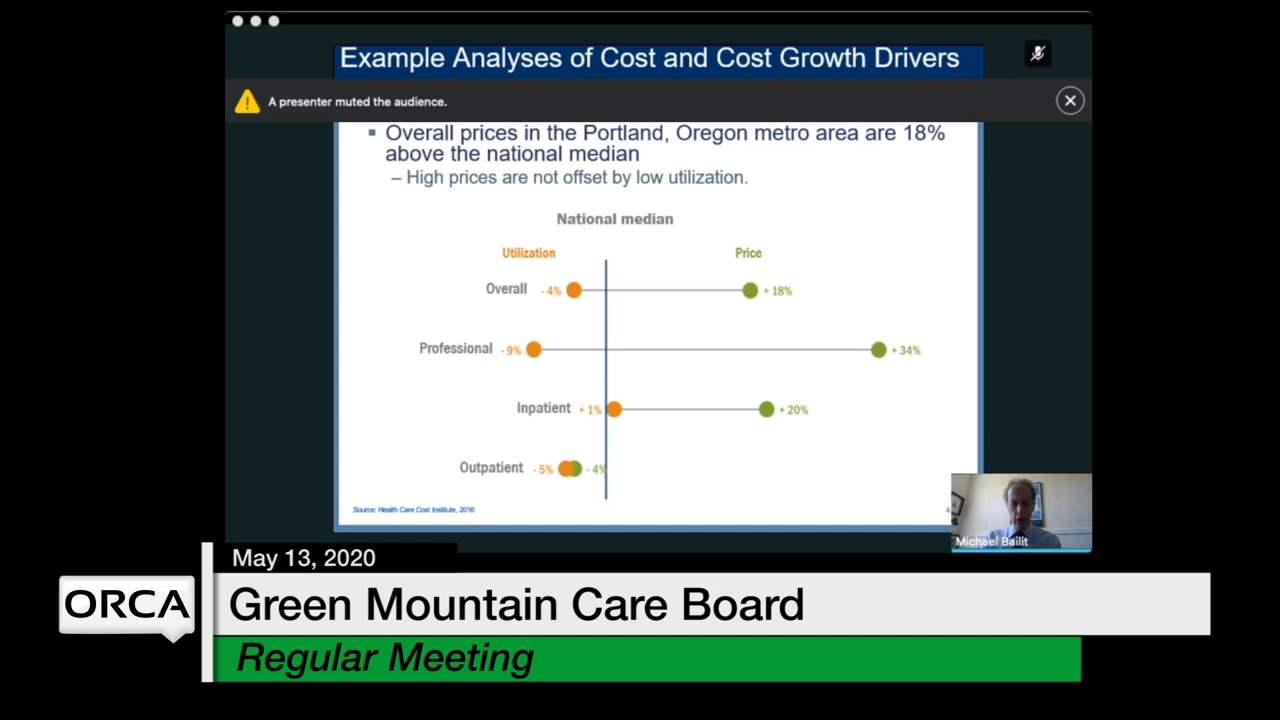 Example Analyses of Cost and Cost Growth Drivers
A presenter muted the audience.
▪ Overall prices in the Portland, Oregon metro area are 18%
above the national median
– High prices are not offset by low utilization.
National median
Utilization Price
Overall - 4% + 18%
Professional - 9% + 34%
Inpatient + 1% + 20%
Outpatient - 5% - 4%
Source: Health Care Cost Institute, 2016
Michael Bailit
May 13, 2020
ORCA
Green Mountain Care Board
Regular Meeting